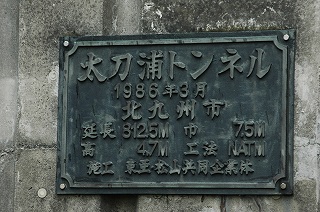 太刀浦トンネル
1986年3月
北九州市
延長 312.5M 巾 7.5M
高 4.7M 工法 NATM
施工 東亜・松山共同企業体